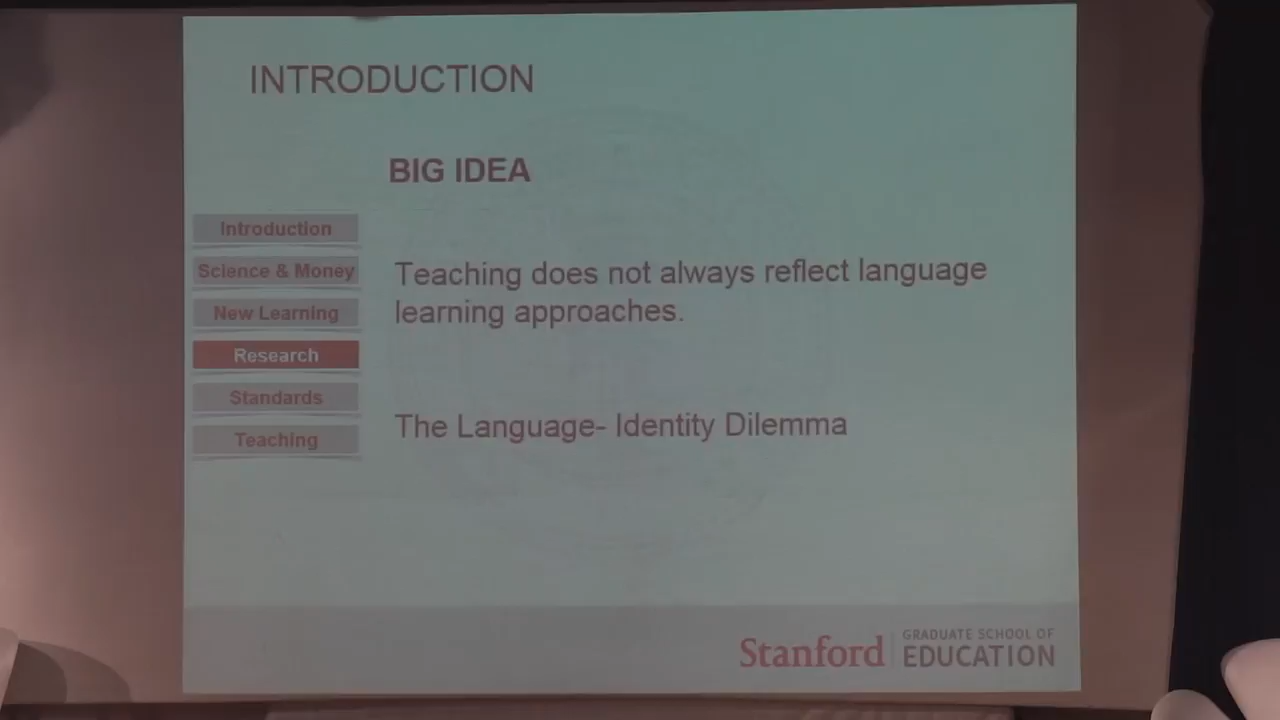 INTRODUCTION
BIG IDEA
Introduction
Science & Money
New Learning
Research
Standards
Teaching
Teaching does not always reflect language
learning approaches.
The Language- Identity Dilemma
Stanford
GRADUATE SCHOOL OF
EDUCATION